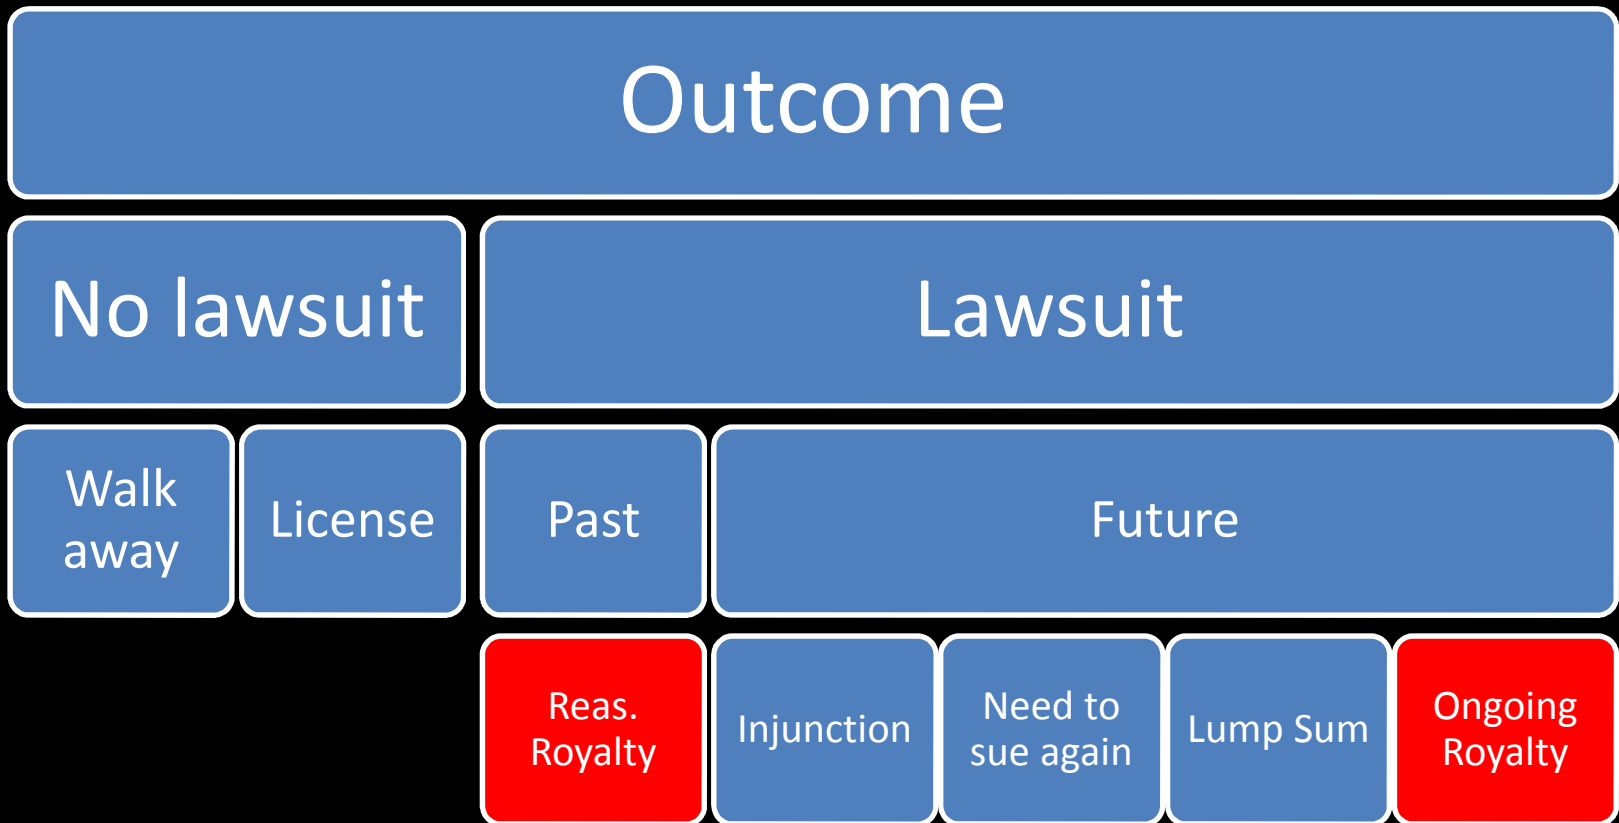 Outcome
No lawsuit
Lawsuit
Walk
away
License
Past
Future
Reas.
Royalty
Injunction
Need to
sue again
Lump Sum
Ongoing
Royalty